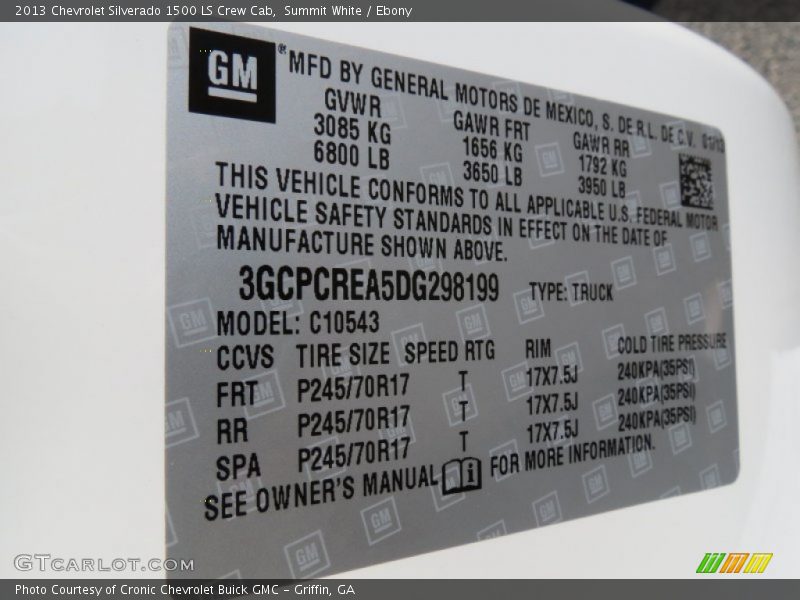 2013 Chevrolet Silverado 1500 LS Crew Cab, Summit White / Ebony
GM ® MFD BY GENERAL MOTORS DE MEXICO, S. DE R.L. DE C.V. 01/13
GVWR GAWR FRT GAWR RR
3085 KG 1656 KG 1792 KG
6800 LB 3650 LB 3950 LB
THIS VEHICLE CONFORMS TO ALL APPLICABLE U.S. FEDERAL MOTOR
VEHICLE SAFETY STANDARDS IN EFFECT ON THE DATE OF
MANUFACTURE SHOWN ABOVE.
3GCPCREA5DG298199 TYPE: TRUCK
MODEL: C10543
CCVS TIRE SIZE SPEED RTG RIM COLD TIRE PRESSURE
FRT P245/70R17 T 17X7.5J 240KPA(35PSI)
RR P245/70R17 T 17X7.5J 240KPA(35PSI)
SPA P245/70R17 T 17X7.5J 240KPA(35PSI)
SEE OWNER'S MANUAL i FOR MORE INFORMATION.
GTcarlot.com
Photo Courtesy of Cronic Chevrolet Buick GMC – Griffin, GA